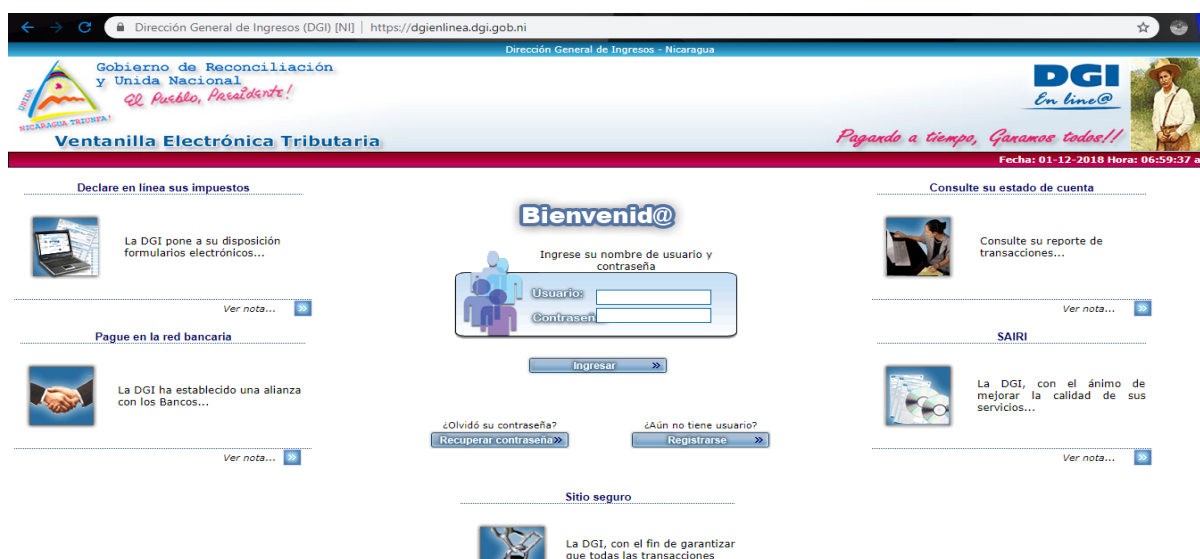 Dirección General de Ingresos (DGI) [NI] | https://dgienlinea.dgi.gob.ni
Dirección General de Ingresos - Nicaragua
Gobierno de Reconciliación
y Unida Nacional
El Pueblo, Presidente!
UNIDA
NICARAGUA TRIUNFA!
Ventanilla Electrónica Tributaria
DGI
En line@
Pagando a tiempo, Ganamos todos!!
Fecha: 01-12-2018 Hora: 06:59:37 a
Declare en línea sus impuestos
La DGI pone a su disposición
formularios electrónicos...
Ver nota...
Pague en la red bancaria
La DGI ha establecido una alianza
con los Bancos...
Ver nota...
Bienvenid@
Ingrese su nombre de usuario y
contraseña
Usuario:
Contraseñ
Ingresar
¿Olvidó su contraseña?
Recuperar contraseña
¿Aún no tiene usuario?
Registrarse
Sitio seguro
La DGI, con el fin de garantizar
que todas las transacciones
Consulte su estado de cuenta
Consulte su reporte de
transacciones...
Ver nota...
SAIRI
La DGI, con el ánimo de
mejorar la calidad de sus
servicios...
Ver nota...